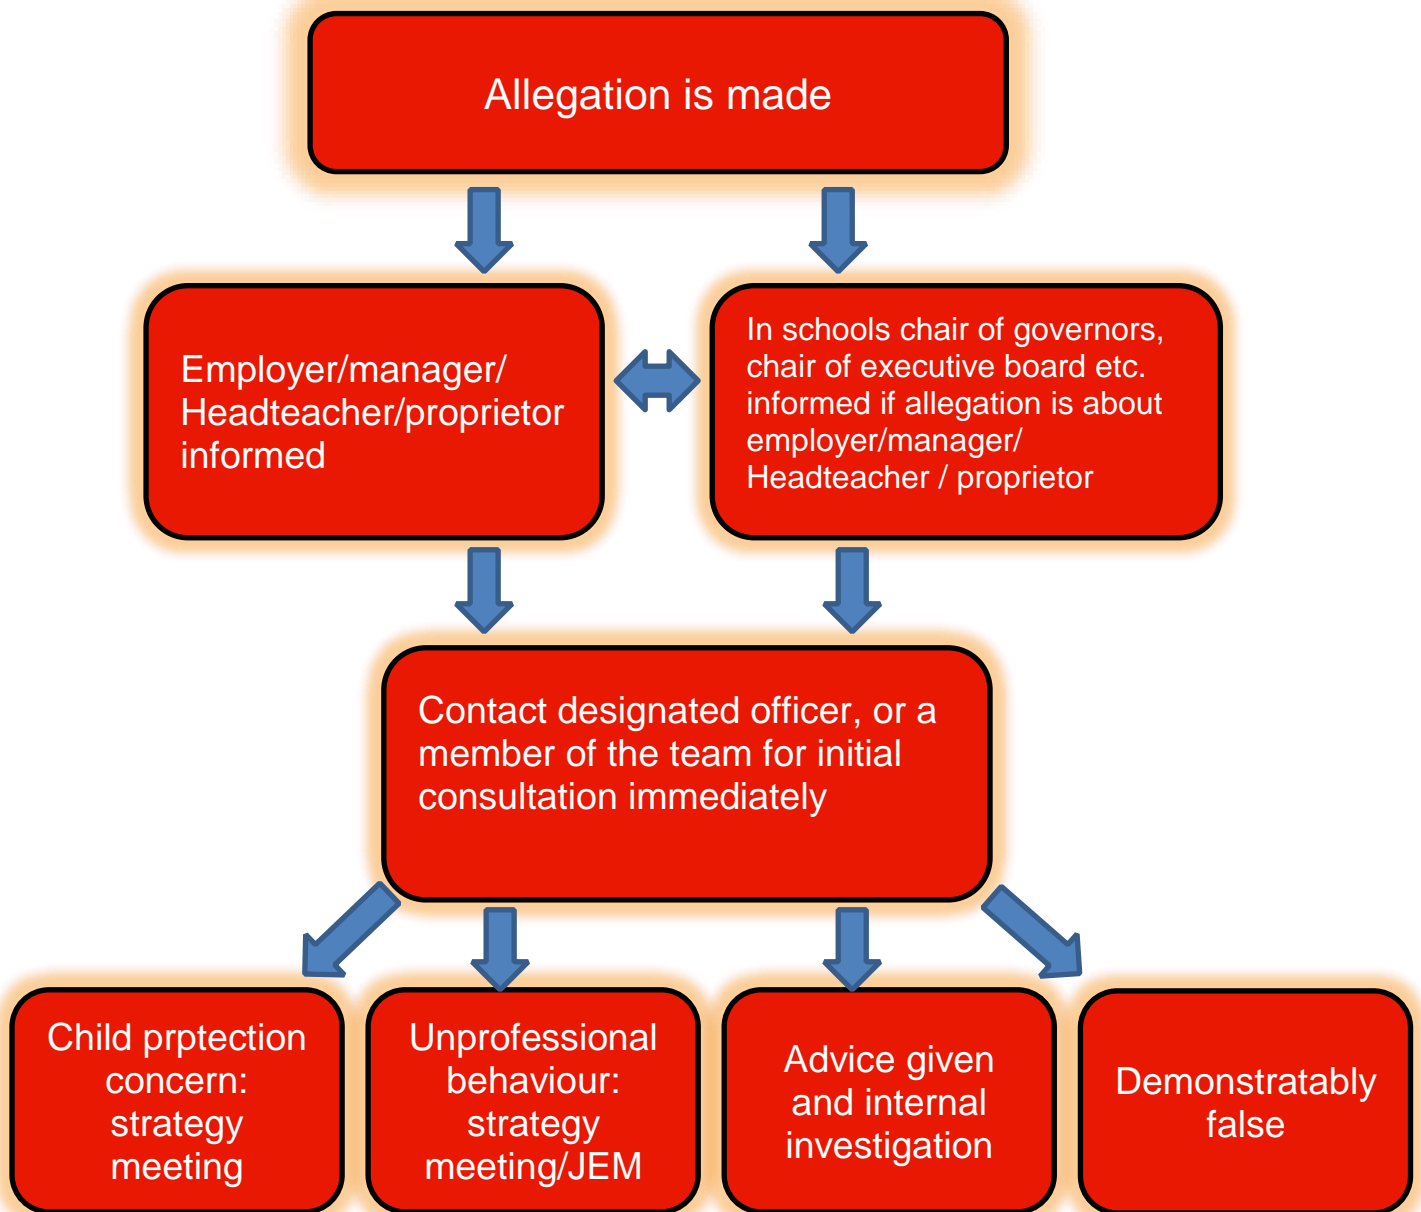 Allegation is made
Employer/manager/
Headteacher/proprietor
informed
In schools chair of governors,
chair of executive board etc.
informed if allegation is about
employer/manager/
Headteacher / proprietor
Contact designated officer, or a
member of the team for initial
consultation immediately
Child prptection
concern:
strategy
meeting
Unprofessional
behaviour:
strategy
meeting/JEM
Advice given
and internal
investigation
Demonstratably
false